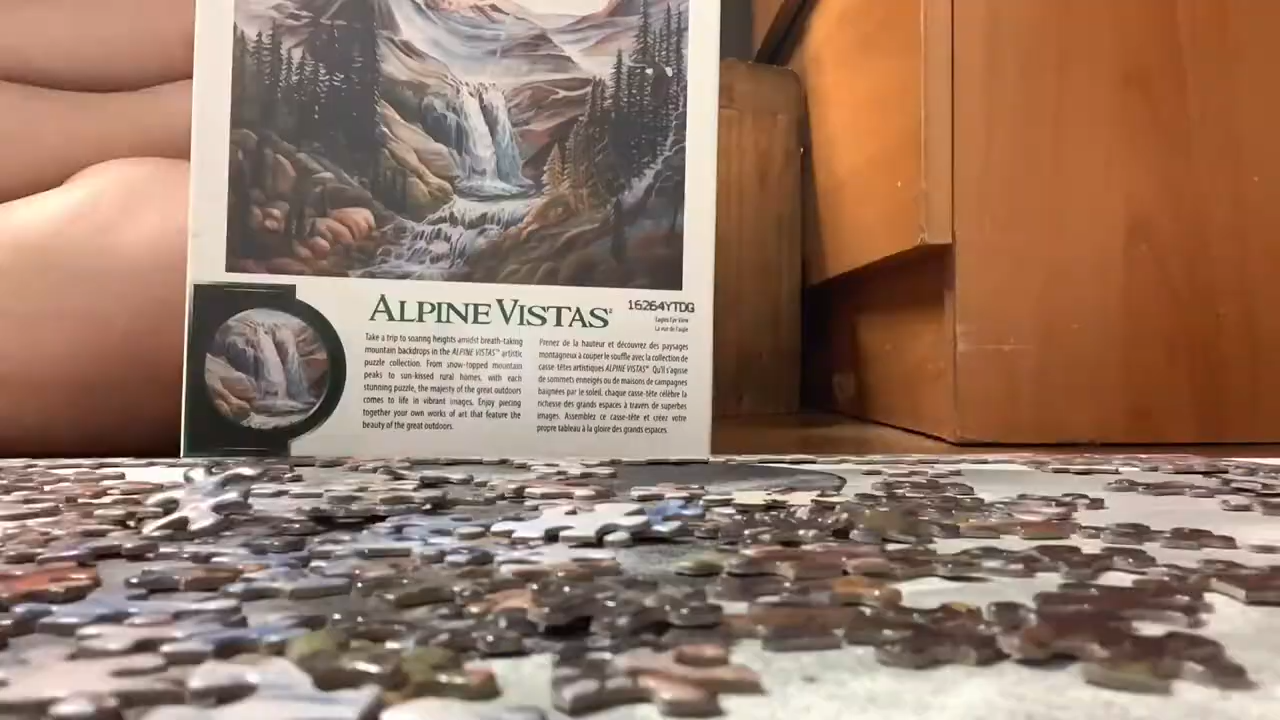 ALPINE VISTAS
16264YTDG
Eagles Eye View
La vue de l'aigle
Take a trip to soaring heights amidst breath-taking
mountain backdrops in the ALPINE VISTAS™ artistic
puzzle collection. From snow-topped mountain
peaks to sun-kissed rural homes, with each
stunning puzzle, the majesty of the great outdoors
comes to life in vibrant images. Enjoy piecing
together your own works of art that feature the
beauty of the great outdoors.
Prenez de la hauteur et découvrez des paysages
montagneux à couper le souffle avec la collection de
casse-têtes artistiques ALPINE VISTAS™. Qu'il s'agisse
de sommets enneigés ou de maisons de campagnes
baignées par le soleil, chaque casse-tête célèbre la
richesse des grands espaces à travers de superbes
images. Assemblez ce casse-tête et créez votre
propre tableau à la gloire des grands espaces.